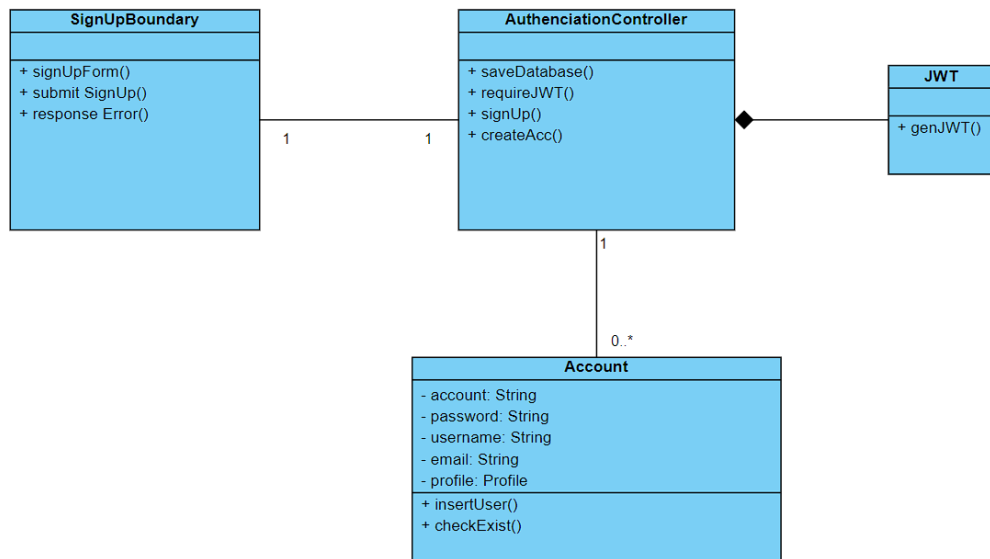 SignUpBoundary
+ signUpForm()
+ submit SignUp()
+ response Error()
1
1
AuthenciationController
+ saveDatabase()
+ requireJWT()
+ signUp()
+ createAcc()
JWT
+ genJWT()
1
0..*
Account
- account: String
- password: String
- username: String
- email: String
- profile: Profile
+ insertUser()
+ checkExist()